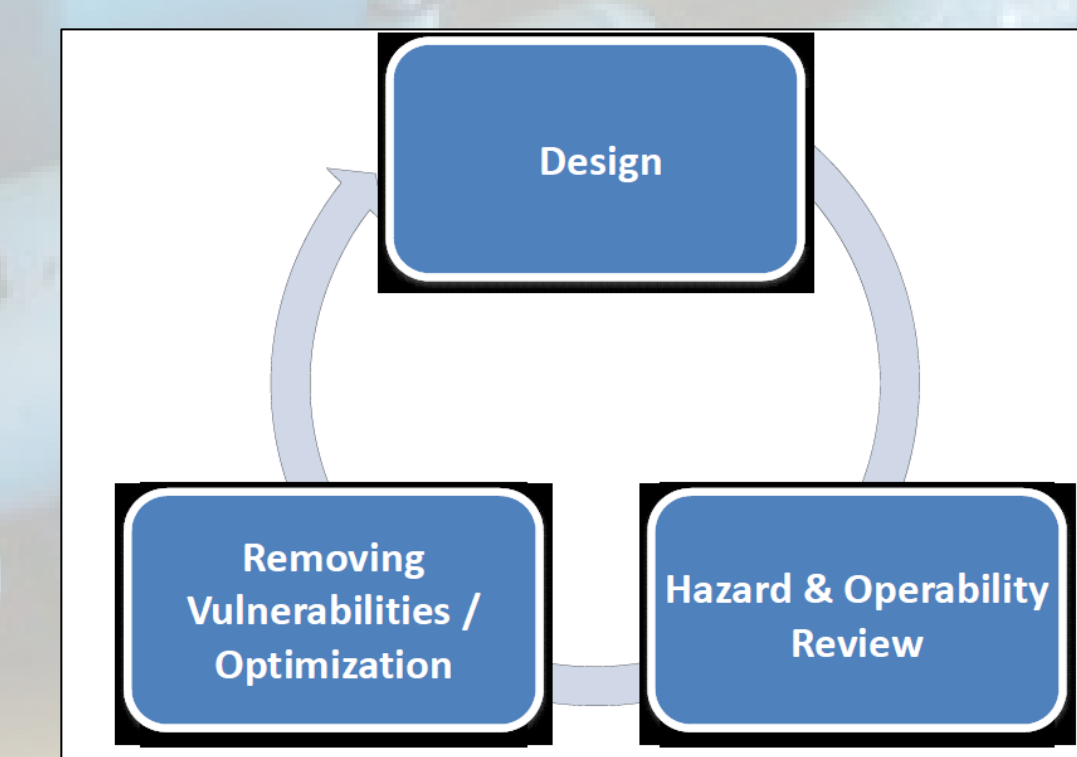 Design
Removing
Vulnerabilities /
Optimization
Hazard & Operability
Review